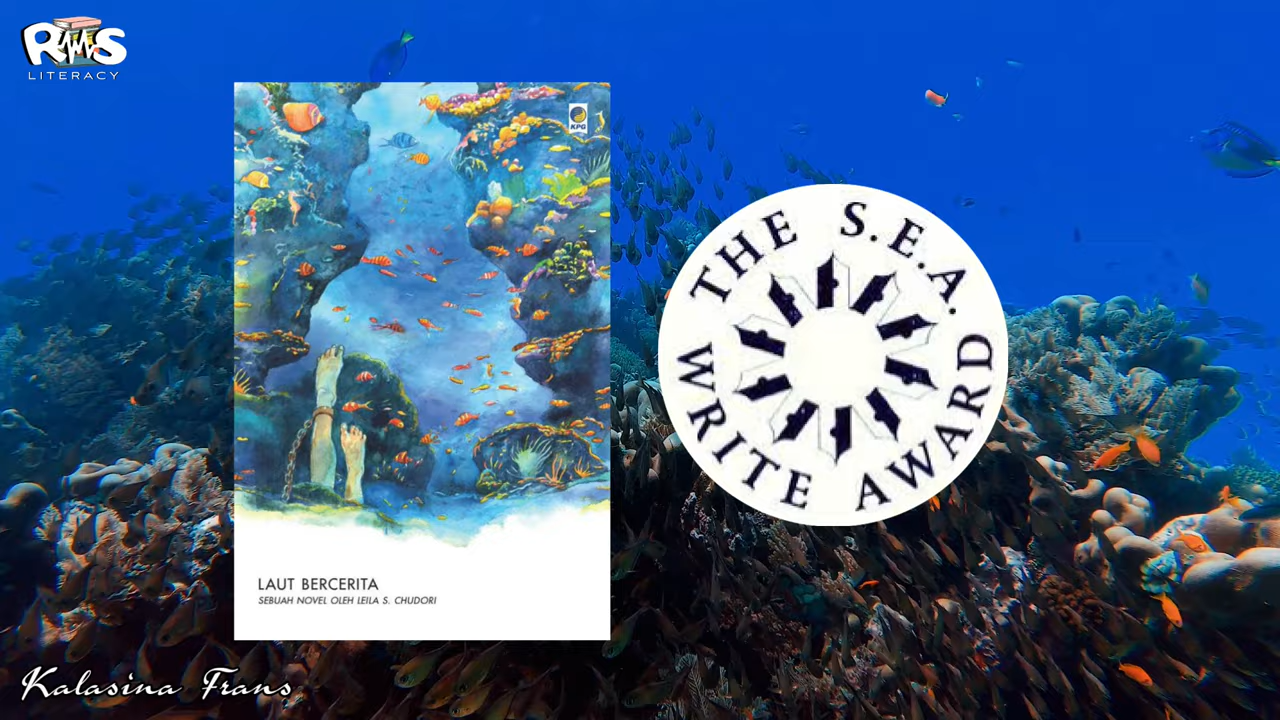 RMS
LITERACY
KPG
LAUT BERCERITA
SEBUAH NOVEL OLEH LEILA S. CHUDORI
THE S.E.A.
WRITE AWARD
Kalasina Frans